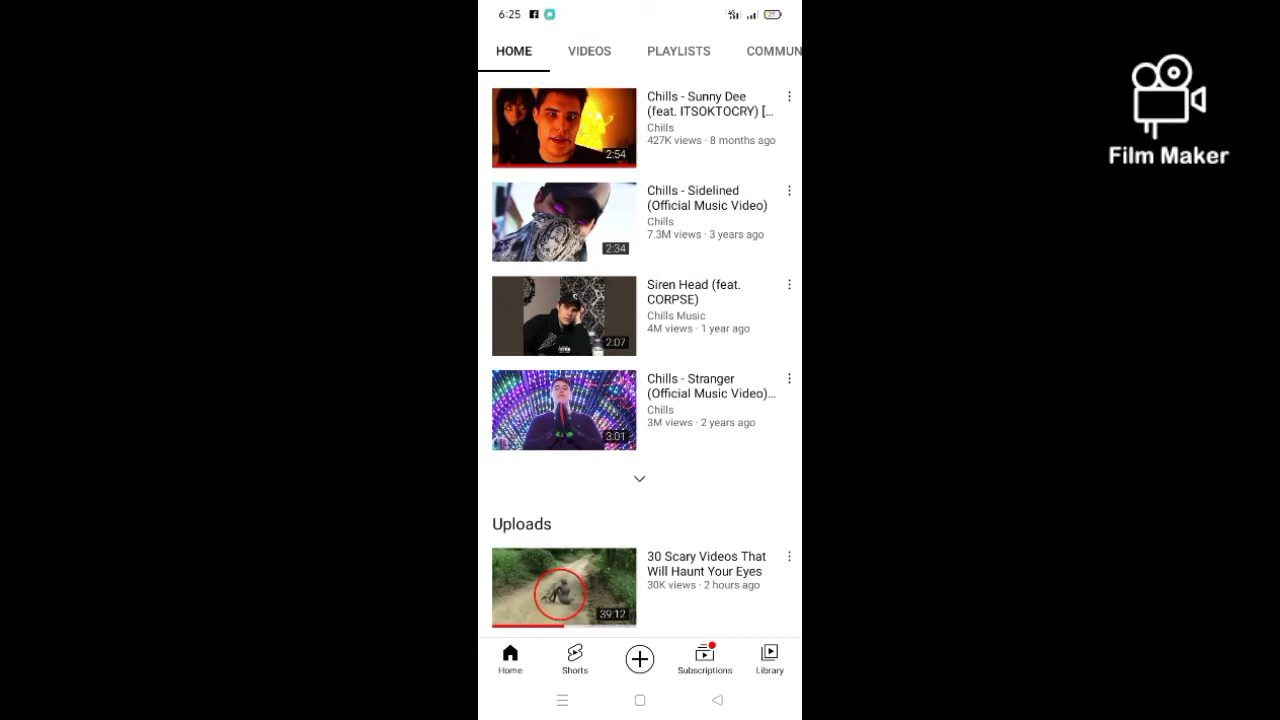 6:25
HOME VIDEOS PLAYLISTS COMMUN
Chills - Sunny Dee
(feat. ITSOKTOCRY) [...
Chills
427K views · 8 months ago
2:54
Chills - Sidelined
(Official Music Video)
Chills
7.3M views · 3 years ago
2:34
Siren Head (feat.
CORPSE)
Chills Music
4M views · 1 year ago
2:07
Chills - Stranger
(Official Music Video)...
Chills
3M views · 2 years ago
3:01
Uploads
30 Scary Videos That
Will Haunt Your Eyes
30K views · 2 hours ago
39:12
Home Shorts Subscriptions Library
Film Maker